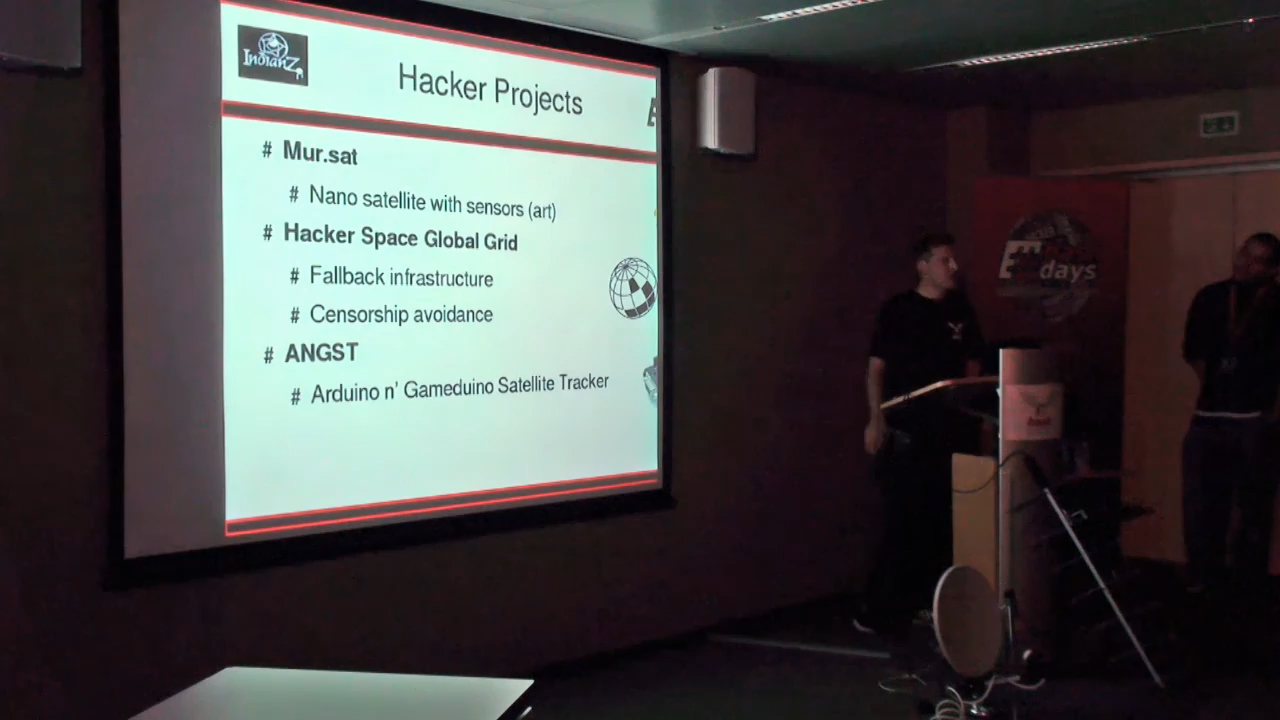 IndianZ
Hacker Projects
E
# Mur.sat
# Nano satellite with sensors (art)
# Hacker Space Global Grid
# Fallback infrastructure
# Censorship avoidance
# ANGST
# Arduino n' Gameduino Satellite Tracker
days